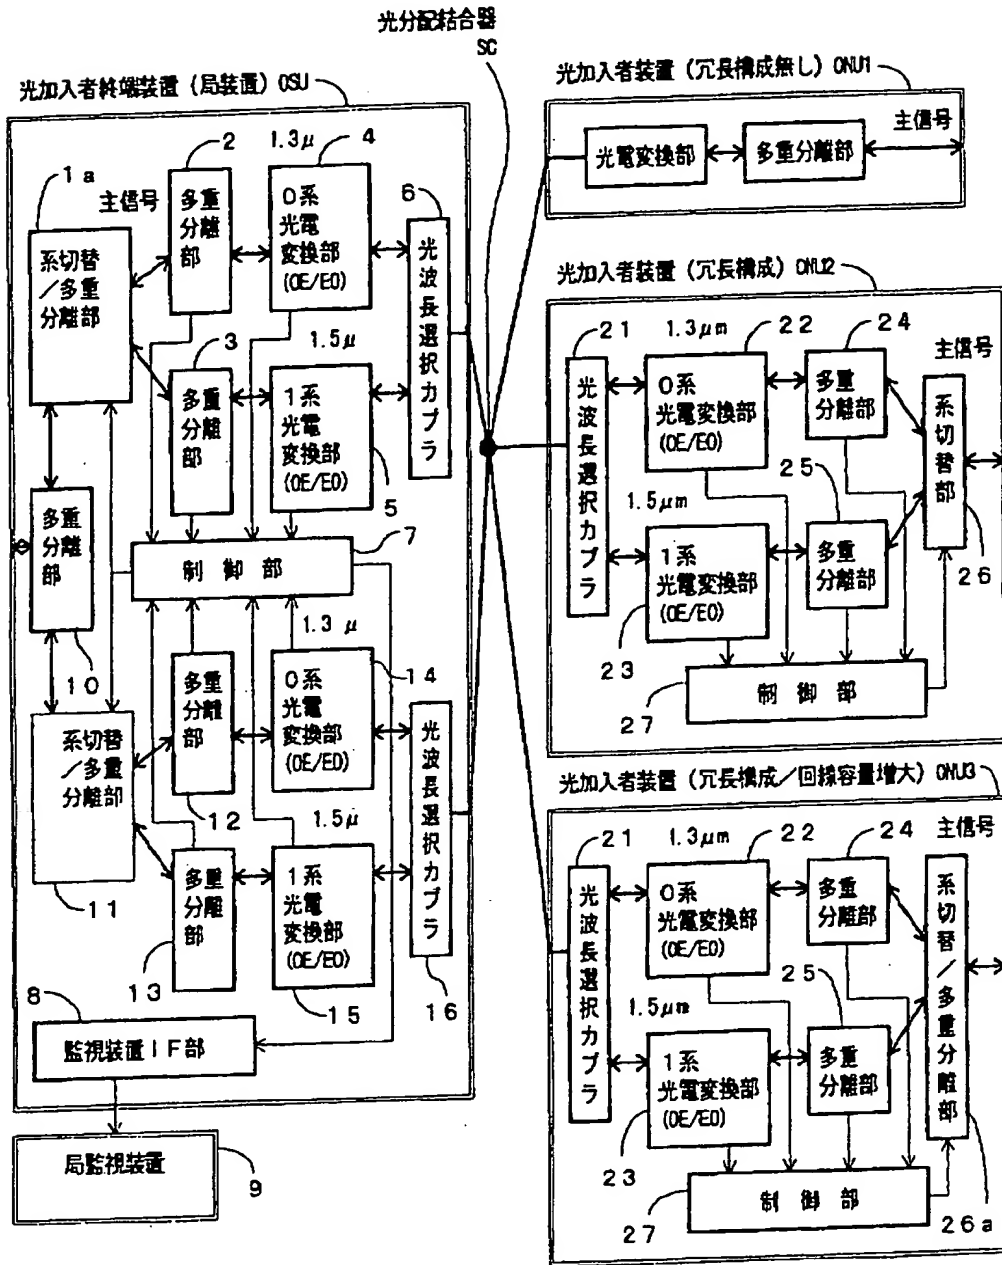 光分配結合器
SC
光加入者終端装置（局装置）OSU
1a
主信号
系切替
／多重
分離部
2
多重
分離
部
1.3μ
4
0系
光電
変換部
(OE/EO)
6
光波長選択カプラ
3
多重
分離
部
1.5μ
1系
光電
変換部
(OE/EO)
5
多重
分離
部
10
制御部
7
系切替
／多重
分離部
11
多重
分離
部
12
1.3 μ
0系
光電
変換部
(OE/EO)
14
光波長選択カプラ
16
多重
分離
部
13
1.5μ
1系
光電
変換部
(OE/EO)
15
8
監視装置IF部
局監視装置
9
光加入者装置（冗長構成無し）ONU1
光電変換部
多重分離部
主信号
光加入者装置（冗長構成）ONU2
21
光波長選択カプラ
1.3μm
22
0系
光電変換部
(OE/EO)
24
多重
分離部
主信号
系切替部
26
1.5μm
1系
光電変換部
(OE/EO)
23
25
多重
分離部
制御部
27
光加入者装置（冗長構成／回線容量増大）ONU3
21
光波長選択カプラ
1.3μm
22
0系
光電変換部
(OE/EO)
24
多重
分離部
主信号
系切替／多重分離部
26a
1.5μm
1系
光電変換部
(OE/EO)
23
25
多重
分離部
制御部
27